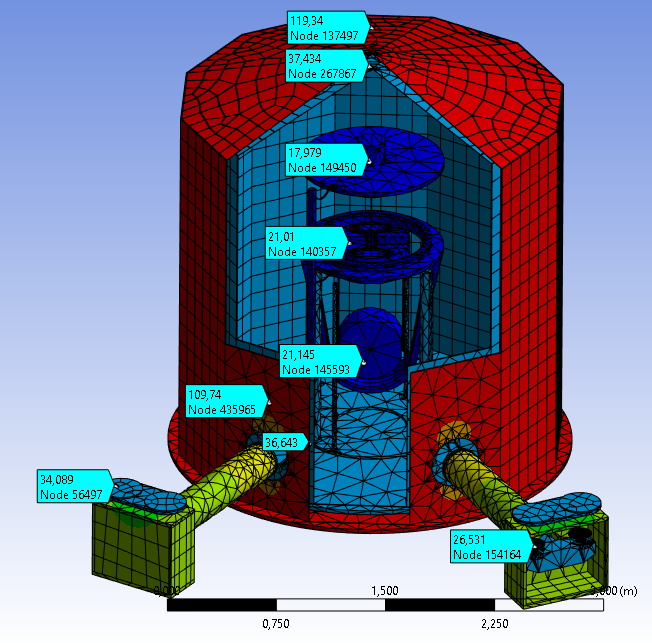 119,34
Node 137497
37,434
Node 267867
17,979
Node 149450
21,01
Node 140357
21,145
Node 145593
109,74
Node 435965
36,643
34,089
Node 56497
26,531
Node 154164
0,000
1,500
3,000 (m)
0,750
2,250